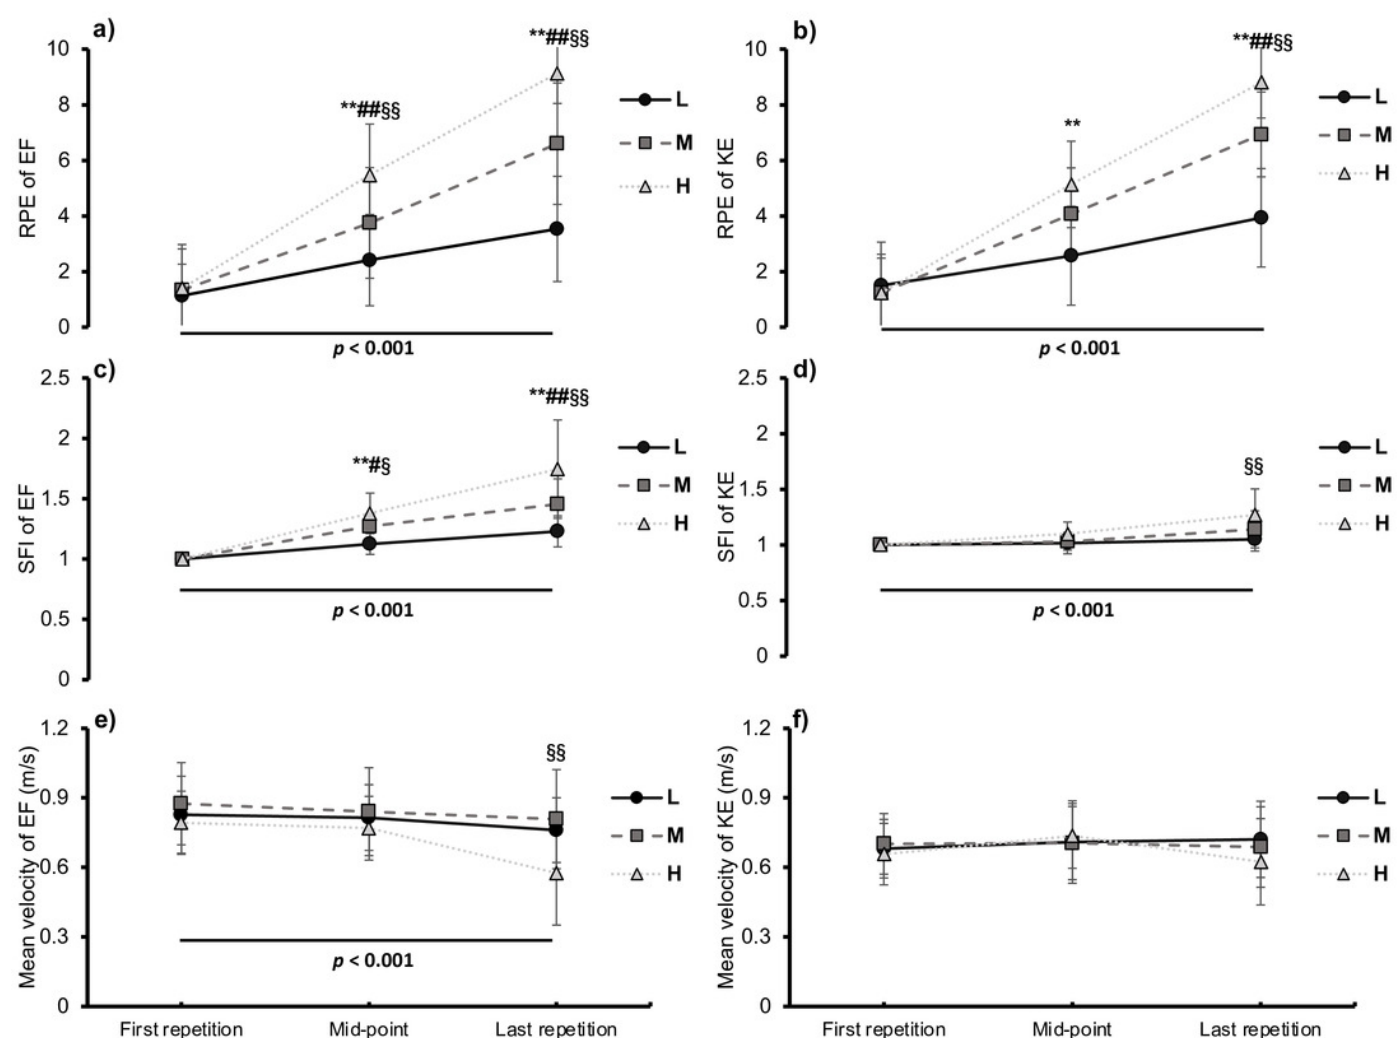 a)
RPE of EF
10
8
6
4
2
0
**##§§
**##§§
L
M
H
p < 0.001
b)
RPE of KE
10
8
6
4
2
0
**
**##§§
L
M
H
p < 0.001
c)
SFI of EF
2.5
2
1.5
1
0.5
0
**#§
**##§§
L
M
H
p < 0.001
d)
SFI of KE
2.5
2
1.5
1
0.5
0
§§
L
M
H
p < 0.001
e)
Mean velocity of EF (m/s)
1.2
0.9
0.6
0.3
0
§§
L
M
H
p < 0.001
First repetition
Mid-point
Last repetition
f)
Mean velocity of KE (m/s)
1.2
0.9
0.6
0.3
0
L
M
H
First repetition
Mid-point
Last repetition